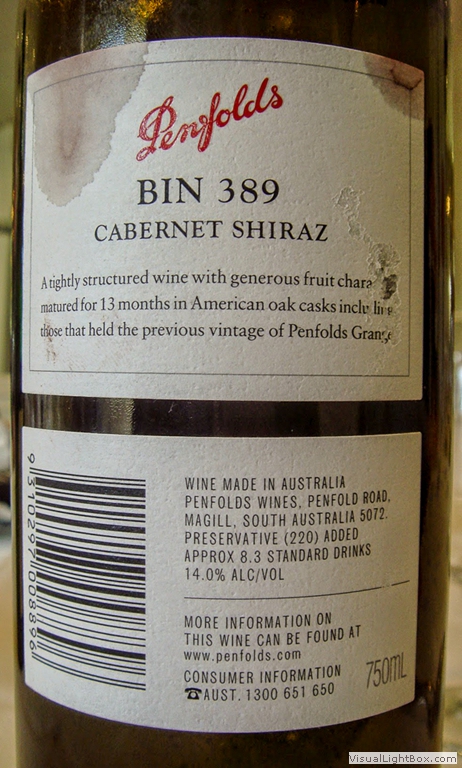 Penfolds
BIN 389
CABERNET SHIRAZ
A tightly structured wine with generous fruit
matured for 13 months in American oak casks
those that held the previous vintage of Penfolds Grange
WINE MADE IN AUSTRALIA
PENFOLDS WINES, PENFOLD ROAD,
MAGILL, SOUTH AUSTRALIA 5072.
PRESERVATIVE (220) ADDED
APPROX 8.3 STANDARD DRINKS
14.0% ALC/VOL
MORE INFORMATION ON
THIS WINE CAN BE FOUND AT
www.penfolds.com
CONSUMER INFORMATION
☎AUST. 1300 651 650
750mL
9 310297 008896
VisualLightBox.com